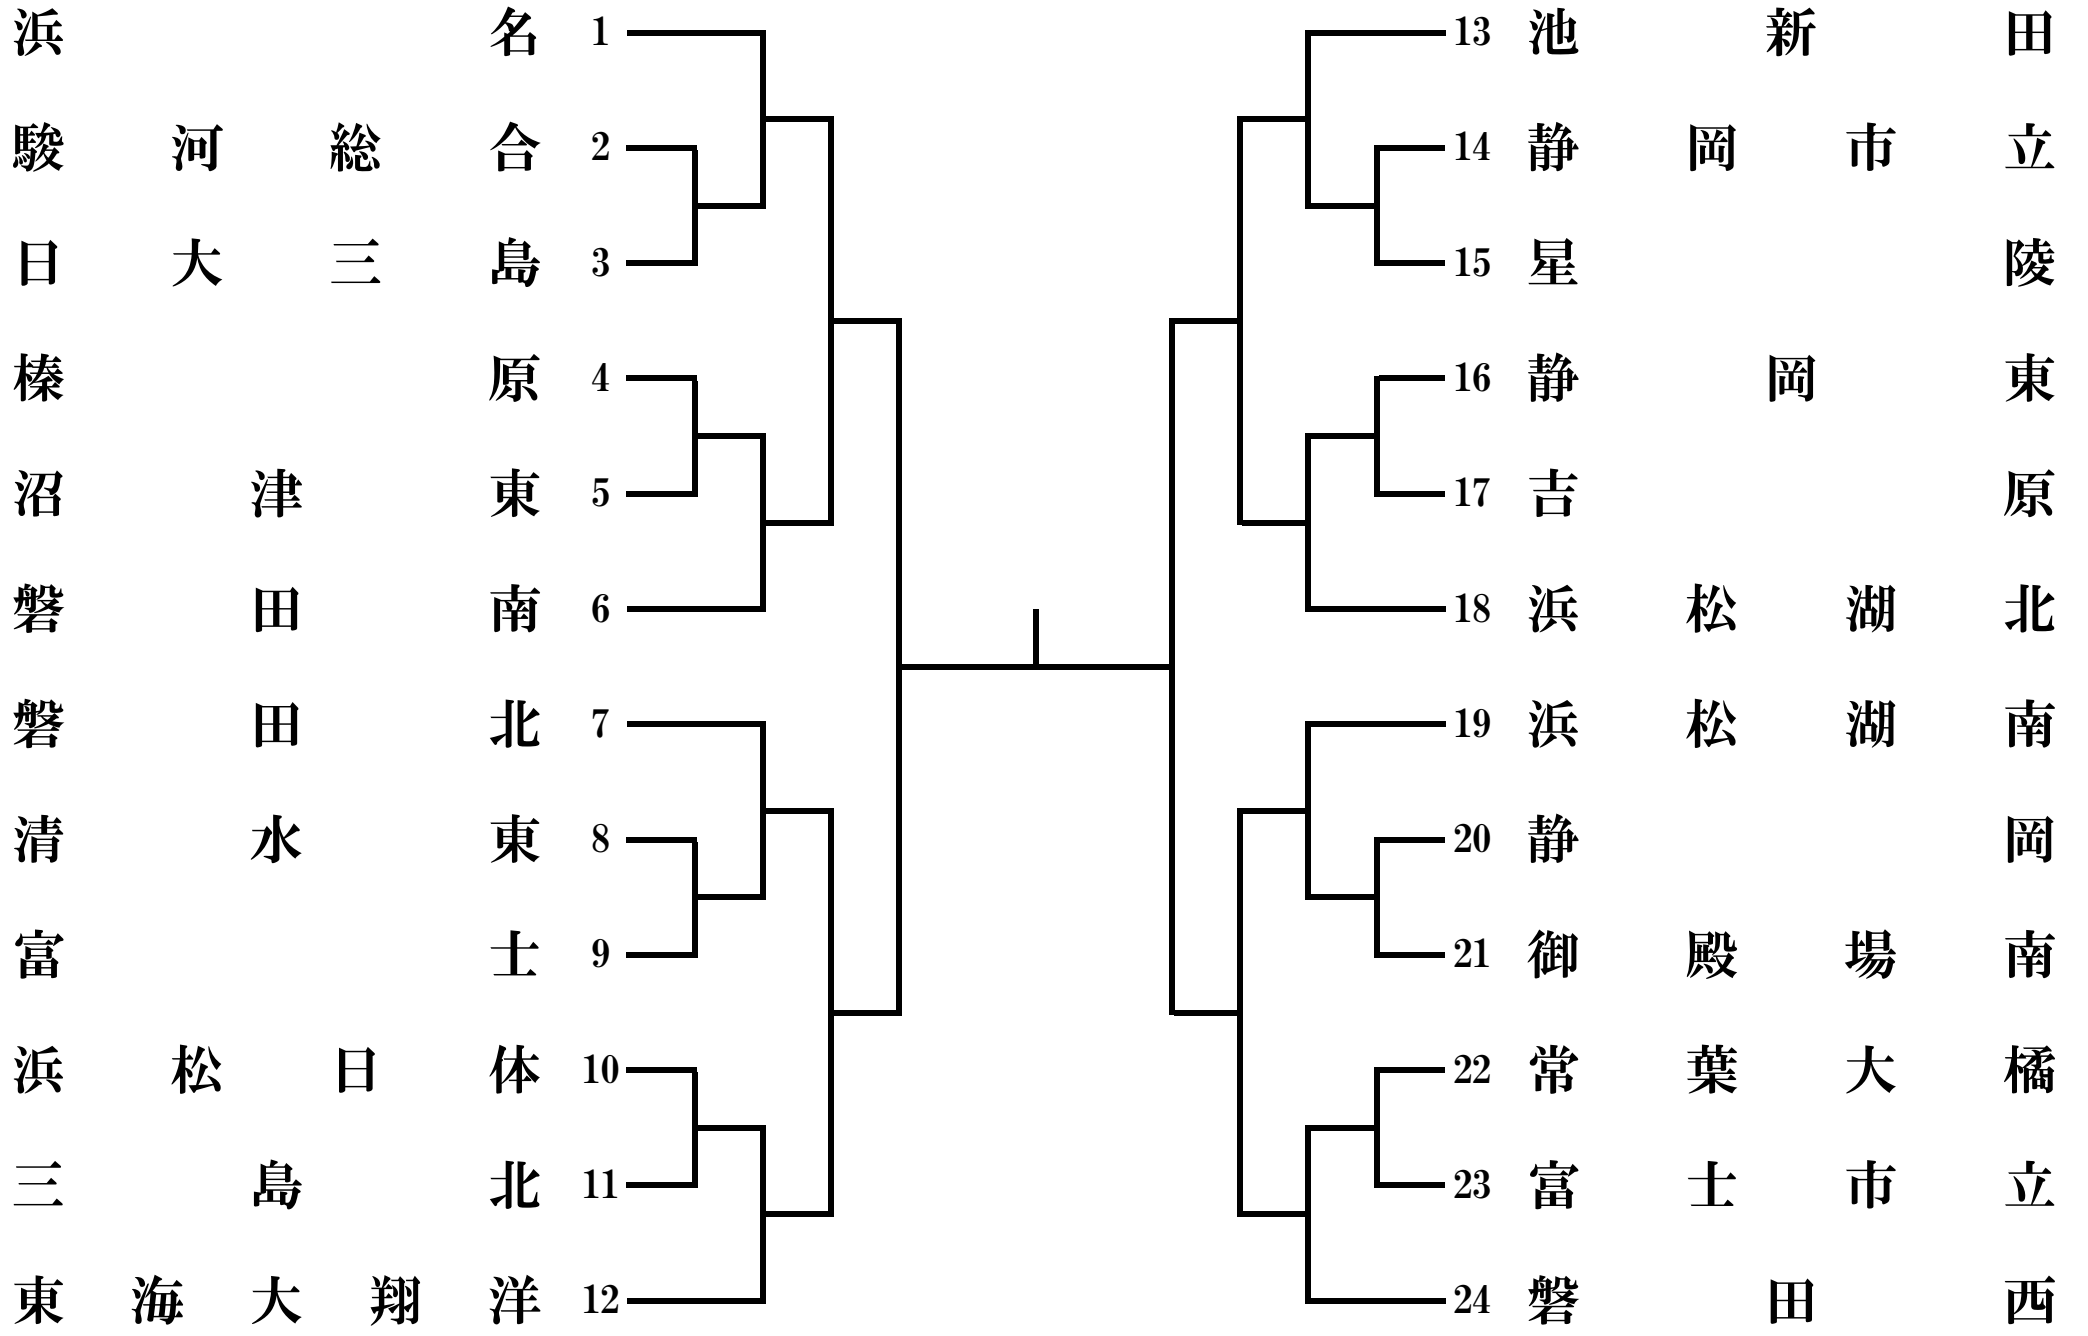 浜名 1
駿河総合 2
日大三島 3
榛原 4
沼津東 5
磐田南 6
磐田北 7
清水東 8
富士 9
浜松日体 10
三島北 11
東海大翔洋 12
13 池新田
14 静岡市立
15 星陵
16 静岡東
17 吉原
18 浜松湖北
19 浜松湖南
20 静岡
21 御殿場南
22 常葉大橘
23 富士市立
24 磐田西